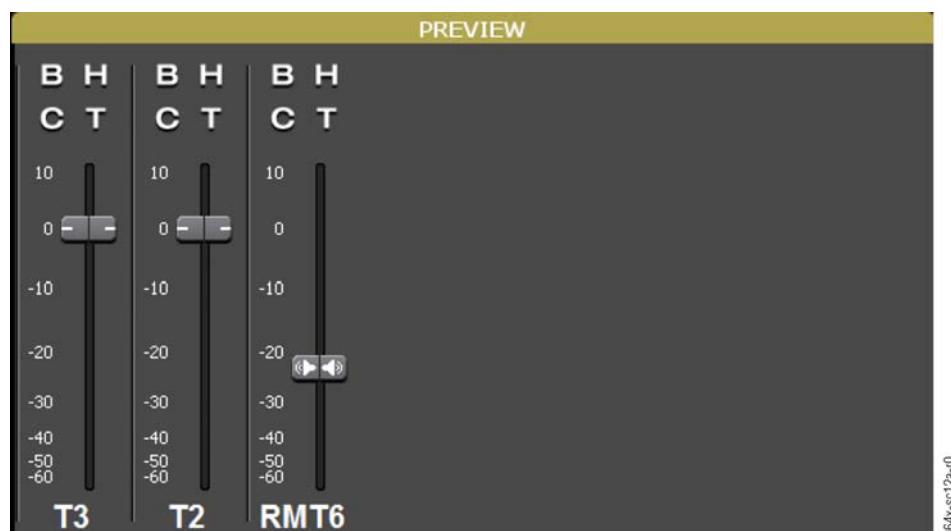 PREVIEW
B H B H B H
C T C T C T
10 10 10
0 0 0
-10 -10 -10
-20 -20 -20
-30 -30 -30
-40 -40 -40
-50 -50 -50
-60 -60 -60
T3 T2 RMT6